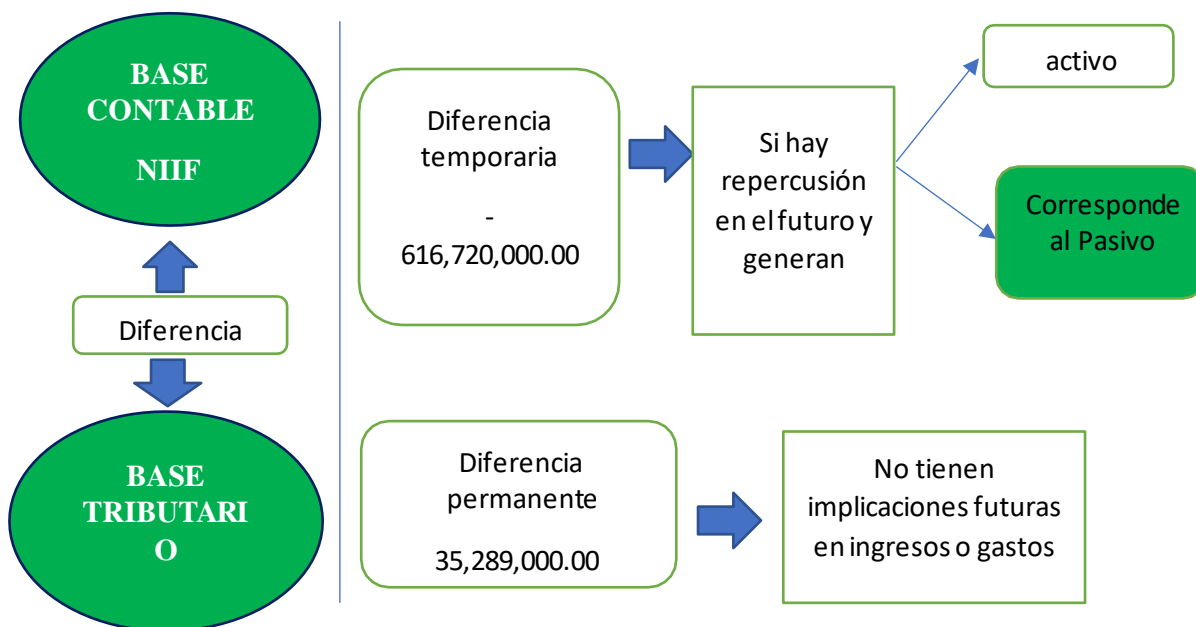 BASE
CONTABLE
NIIF
Diferencia
BASE
TRIBUTARI
O
Diferencia
temporaria
-
616,720,000.00
Si hay
repercusión
en el futuro y
generan
activo
Corresponde
al Pasivo
Diferencia
permanente
35,289,000.00
No tienen
implicaciones futuras
en ingresos o gastos